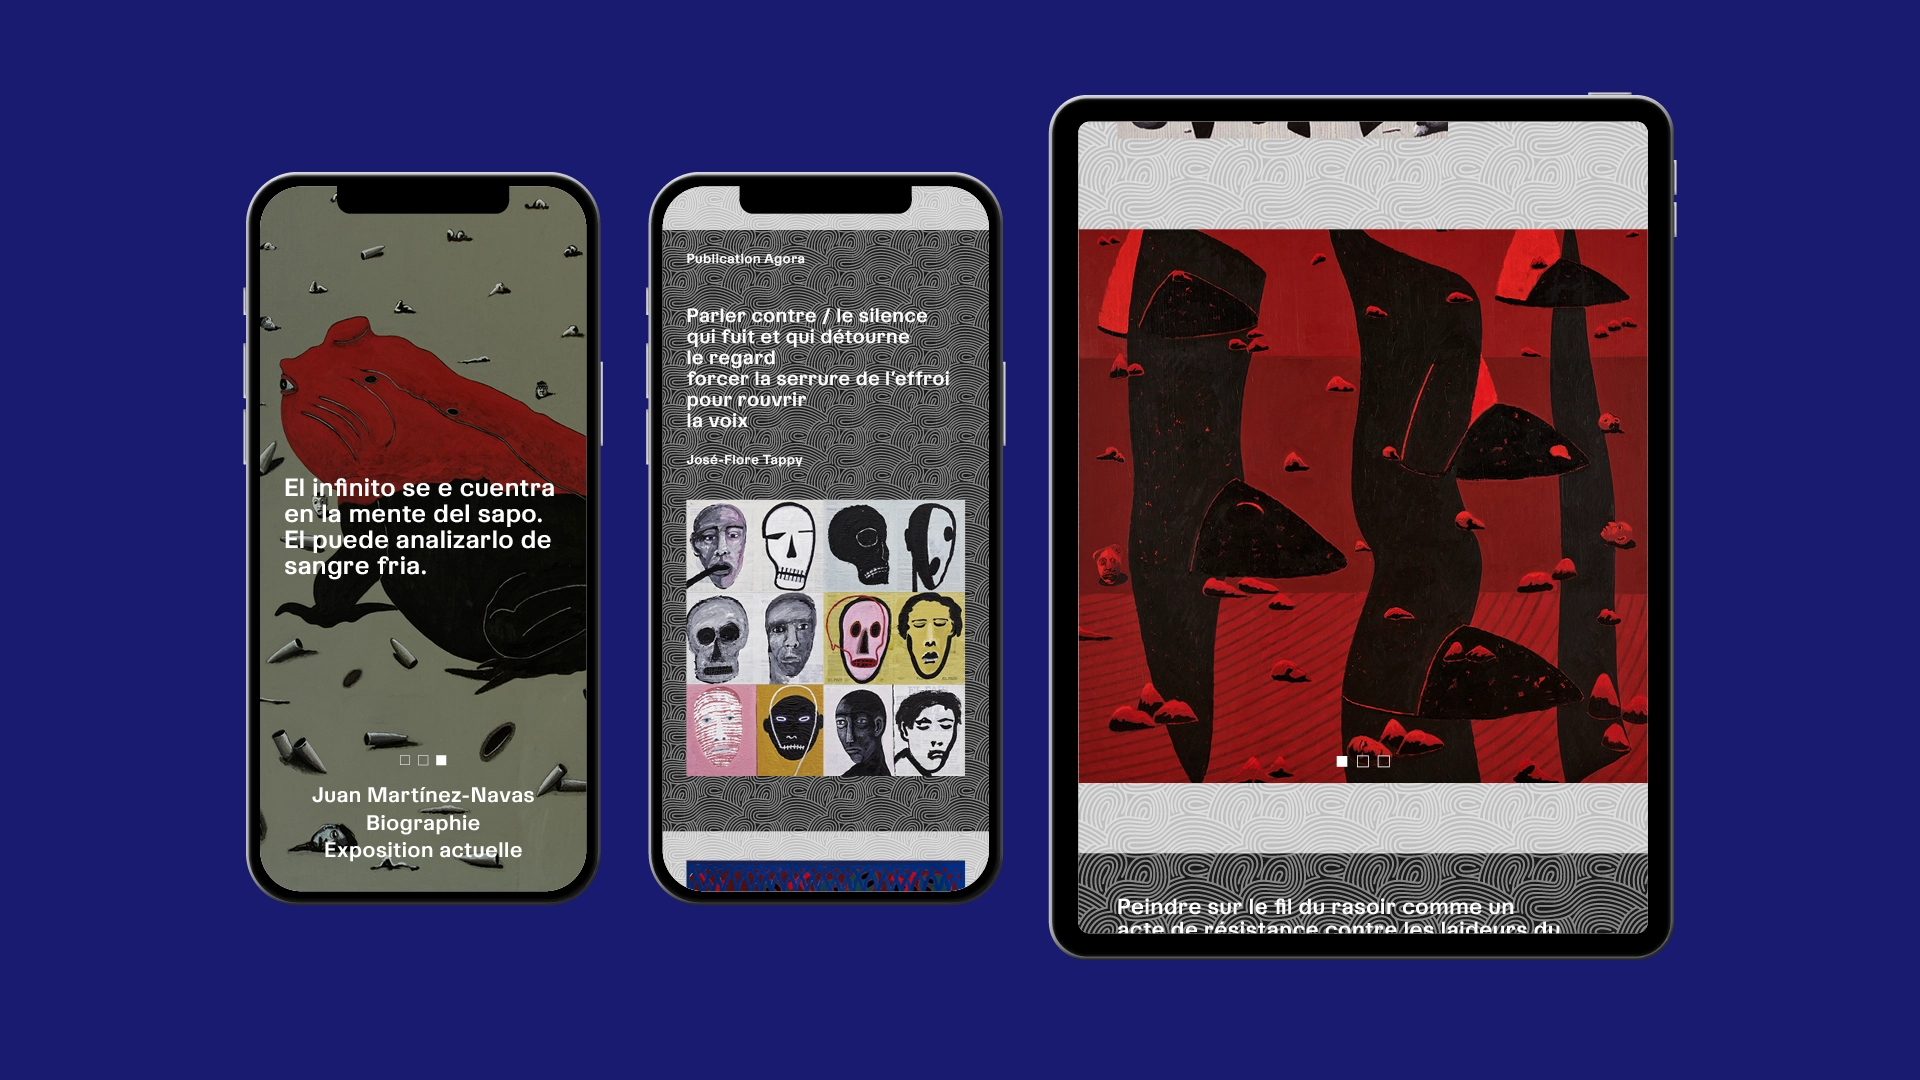 El infinito se e cuentra
en la mente del sapo.
El puede analizarlo de
sangre fria.
Juan Martínez-Navas
Biographie
Exposition actuelle
Publication Agora
Parler contre / le silence
qui fuit et qui détourne
le regard
forcer la serrure de l'effroi
pour rouvrir
la voix
José-Flore Tappy
Peindre sur le fil du rasoir comme un
acte de résistance contre les laideurs du